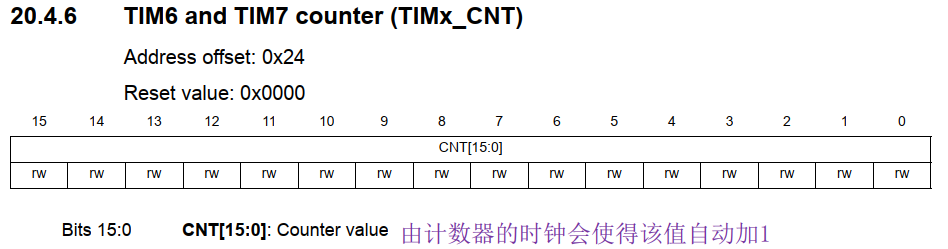 20.4.6 TIM6 and TIM7 counter (TIMx_CNT)
Address offset: 0x24
Reset value: 0x0000
15 14 13 12 11 10 9 8 7 6 5 4 3 2 1 0
CNT[15:0]
rw rw rw rw rw rw rw rw rw rw rw rw rw rw rw rw
Bits 15:0 CNT[15:0]: Counter value 由计数器的时钟会使得该值自动加1